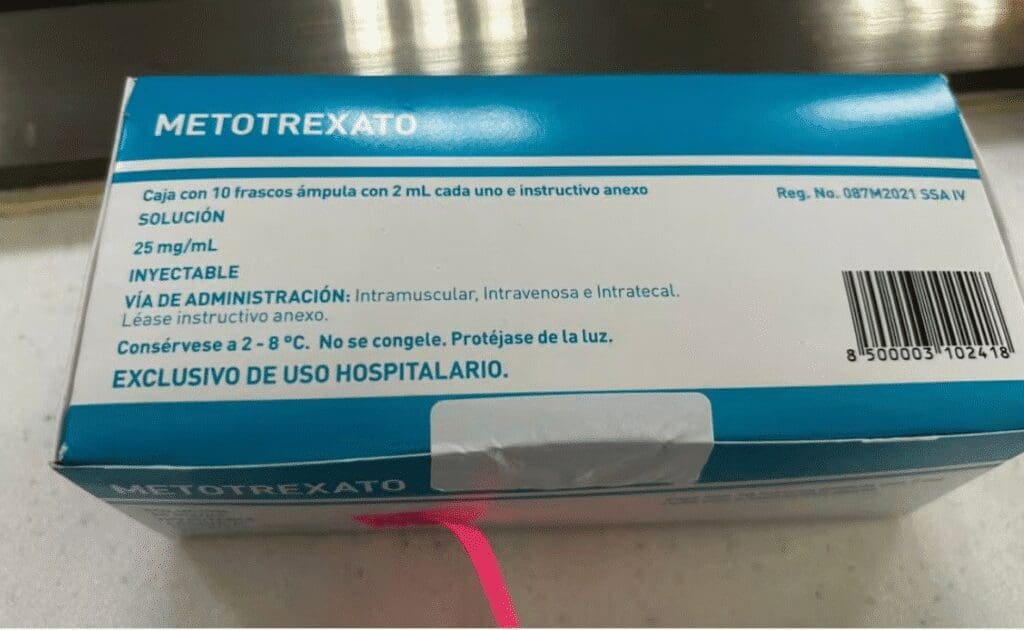 METOTREXATO
Caja con 10 frascos ámpula con 2 mL cada uno e instructivo anexo
Reg. No. 087M2021 SSA IV
SOLUCIÓN
25 mg/mL
INYECTABLE
VÍA DE ADMINISTRACIÓN: Intramuscular, Intravenosa e Intratecal.
Léase instructivo anexo.
Consérvese a 2 - 8 °C. No se congele. Protéjase de la luz.
EXCLUSIVO DE USO HOSPITALARIO.
8 500003 102418
METOTREXATO